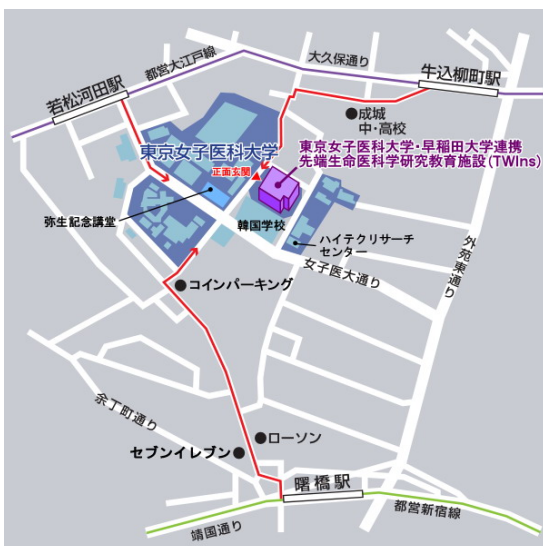 大久保通り
都営大江戸線
牛込柳町駅
若松河田駅
成城
中・高校
東京女子医科大学・早稲田大学連携
先端生命医科学研究教育施設(TWIns)
東京女子医科大学
正面玄関
弥生記念講堂
韓国学校
ハイテクリサーチ
センター
外苑東通り
女子医大通り
コインパーキング
余丁町通り
ローソン
セブンイレブン
曙橋駅
都営新宿線
靖国通り